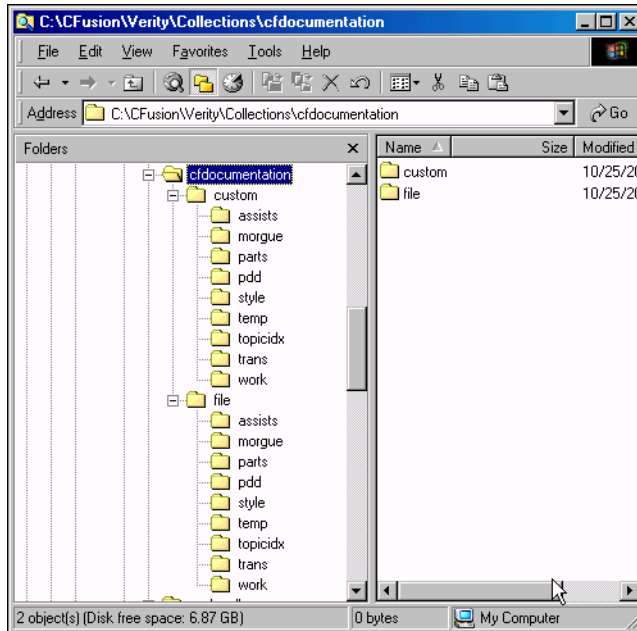 C:\CFusion\Verity\Collections\cfdocumentation
File Edit View Favorites Tools Help
Address C:\CFusion\Verity\Collections\cfdocumentation Go
Folders
cfdocumentation
custom
assists
morgue
parts
pdd
style
temp
topicidx
trans
work
file
assists
morgue
parts
pdd
style
temp
topicidx
trans
work
Name Size Modified
custom 10/25/20
file 10/25/20
2 object(s) (Disk free space: 6.87 GB) 0 bytes My Computer